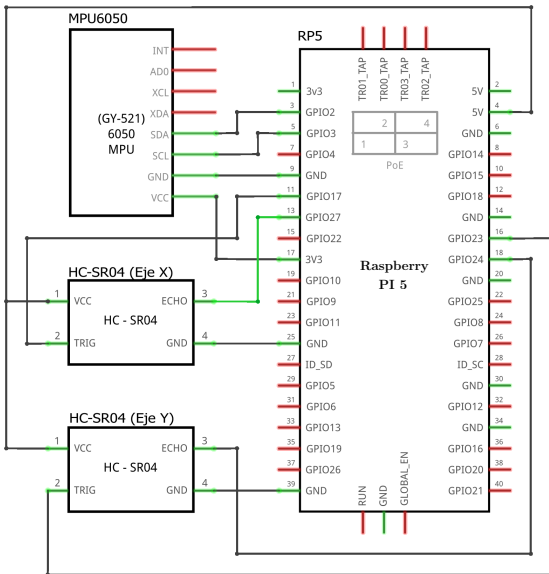 MPU6050
INT
AD0
XCL
XDA
(GY-521)
6050
MPU
SDA
SCL
GND
VCC
HC-SR04 (Eje X)
1 VCC ECHO 3
HC - SR04
2 TRIG GND 4
HC-SR04 (Eje Y)
1 VCC ECHO 3
HC - SR04
2 TRIG GND 4
RP5
TR01_TAP
TR00_TAP
TR03_TAP
TR02_TAP
2 4
1 3
PoE
Raspberry
PI 5
1 3v3
3 GPIO2
5 GPIO3
7 GPIO4
9 GND
11 GPIO17
13 GPIO27
15 GPIO22
17 3V3
19 GPIO10
21 GPIO9
23 GPIO11
25 GND
27 ID_SD
29 GPIO5
31 GPIO6
33 GPIO13
35 GPIO19
37 GPIO26
39 GND
5V 2
5V 4
GND 6
GPIO14 8
GPIO15 10
GPIO18 12
GND 14
GPIO23 16
GPIO24 18
GND 20
GPIO25 22
GPIO8 24
GPIO7 26
ID_SC 28
GND 30
GPIO12 32
GND 34
GPIO16 36
GPIO20 38
GPIO21 40
RUN
GND
GLOBAL_EN